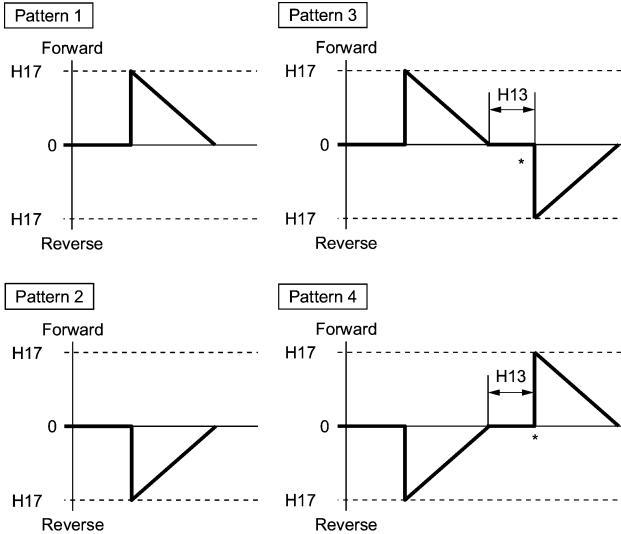 Pattern 1
Forward
H17
0
H17
Reverse
Pattern 3
Forward
H17
H13
0
*
H17
Reverse
Pattern 2
Forward
H17
0
H17
Reverse
Pattern 4
Forward
H17
H13
0
*
H17
Reverse